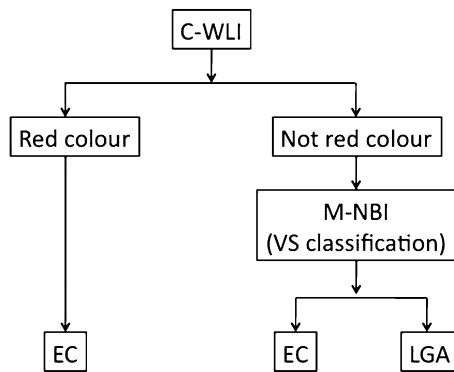 C-WLI
Red colour
Not red colour
M-NBI
(VS classification)
EC
EC
LGA